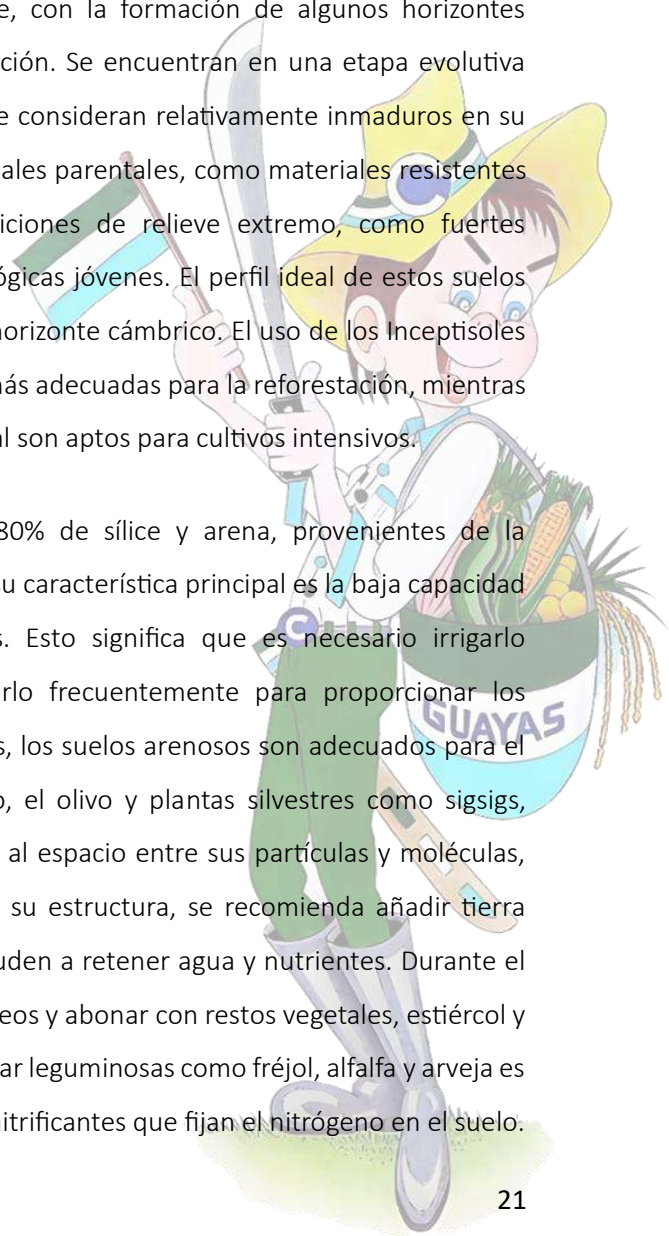 e, con la formación de algunos horizontes
ción. Se encuentran en una etapa evolutiva
e consideran relativamente inmaduros en su
ales parentales, como materiales resistentes
iciones de relieve extremo, como fuertes
ógicas jóvenes. El perfil ideal de estos suelos
horizonte cámbrico. El uso de los Inceptisoles
más adecuadas para la reforestación, mientras
al son aptos para cultivos intensivos.
80% de sílice y arena, provenientes de la
su característica principal es la baja capacidad
s. Esto significa que es necesario irrigarlo
arlo frecuentemente para proporcionar los
s, los suelos arenosos son adecuados para el
o, el olivo y plantas silvestres como sigsigs,
al espacio entre sus partículas y moléculas,
su estructura, se recomienda añadir tierra
uden a retener agua y nutrientes. Durante el
eos y abonar con restos vegetales, estiércol y
ar leguminosas como fréjol, alfalfa y arveja es
nitrificantes que fijan el nitrógeno en el suelo.
C
C
GUAYAS
21